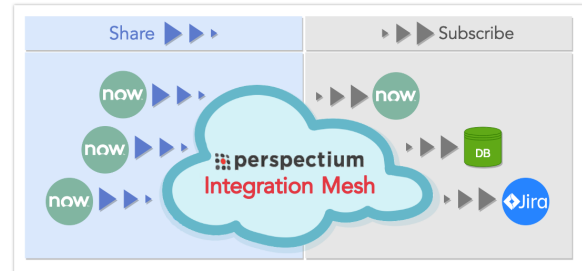 Share
Subscribe
now
now
now
now
DB
Jira
perspectium
Integration Mesh